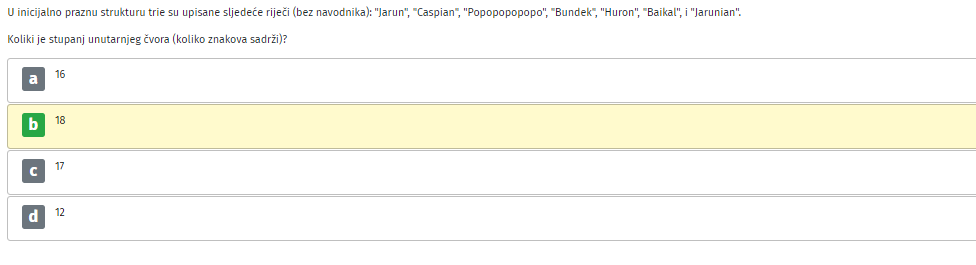 U inicijalno praznu strukturu trie su upisane sljedeće riječi (bez navodnika): "Jarun", "Caspian", "Popopopopopo", "Bundek", "Huron", "Baikal", i "Jarunian".
Koliki je stupanj unutarnjeg čvora (koliko znakova sadrži)?
a 16
b 18
c 17
d 12